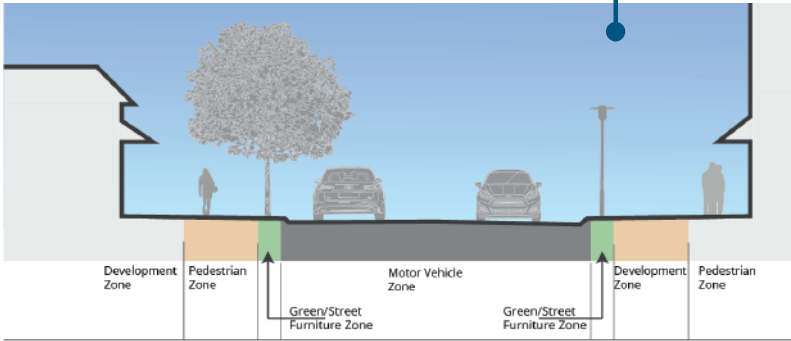 Development
Zone
Pedestrian
Zone
Motor Vehicle
Zone
Development
Zone
Pedestrian
Zone
Green/Street
Furniture Zone
Green/Street
Furniture Zone